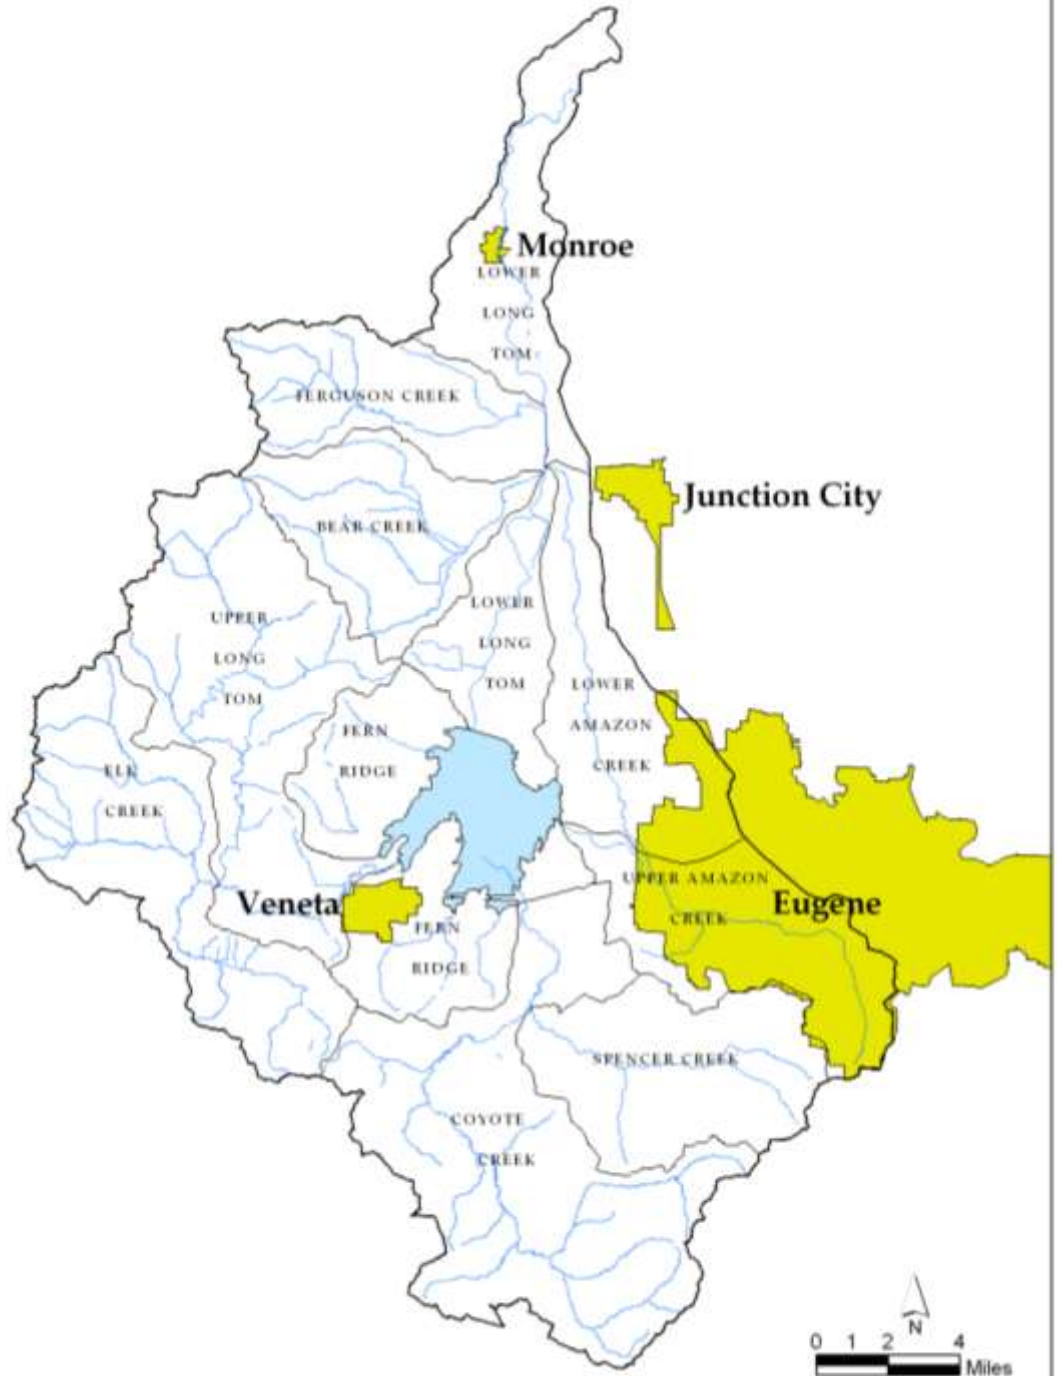 Monroe
LOWER
LONG
TOM
FERGUSON CREEK
Junction City
BEAR CREEK
LOWER
LONG
TOM
UPPER
LONG
TOM
LOWER
AMAZON
CREEK
FERN
RIDGE
ELK
CREEK
UPPER AMAZON
CREEK
Veneta
Eugene
FERN
RIDGE
SPENCER CREEK
COYOTE
CREEK
N
0 1 2 4
Miles